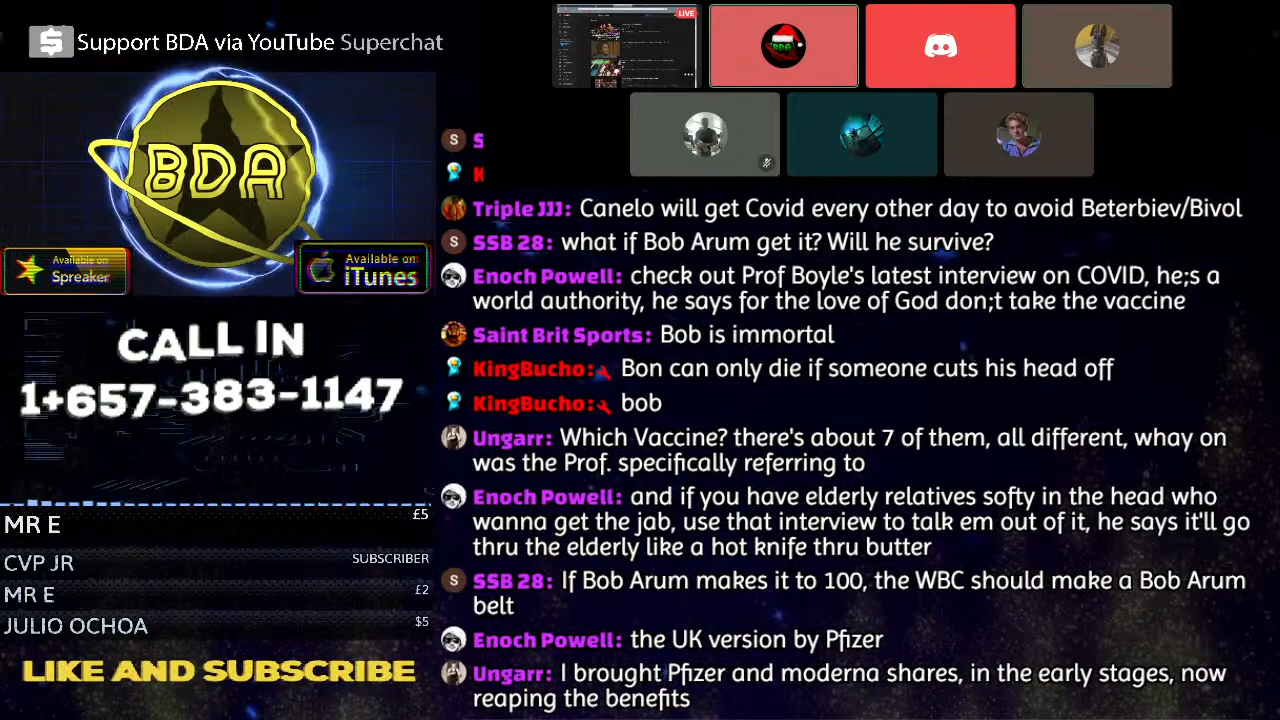 Support BDA via YouTube Superchat
LIVE
BDA
BDA
Available on
Spreaker
Available on
iTunes
CALL IN
1+657-383-1147
MR E £5
CVP JR SUBSCRIBER
MR E £2
JULIO OCHOA $5
LIKE AND SUBSCRIBE
S S
K
Triple JJJ: Canelo will get Covid every other day to avoid Beterbiev/Bivol
S SSB 28: what if Bob Arum get it? Will he survive?
Enoch Powell: check out Prof Boyle's latest interview on COVID, he;s a
world authority, he says for the love of God don;t take the vaccine
Saint Brit Sports: Bob is immortal
KingBucho: Bon can only die if someone cuts his head off
KingBucho: bob
Ungarr: Which Vaccine? there's about 7 of them, all different, whay on
was the Prof. specifically referring to
Enoch Powell: and if you have elderly relatives softy in the head who
wanna get the jab, use that interview to talk em out of it, he says it'll go
thru the elderly like a hot knife thru butter
S SSB 28: If Bob Arum makes it to 100, the WBC should make a Bob Arum
belt
Enoch Powell: the UK version by Pfizer
Ungarr: I brought Pfizer and moderna shares, in the early stages, now
reaping the benefits